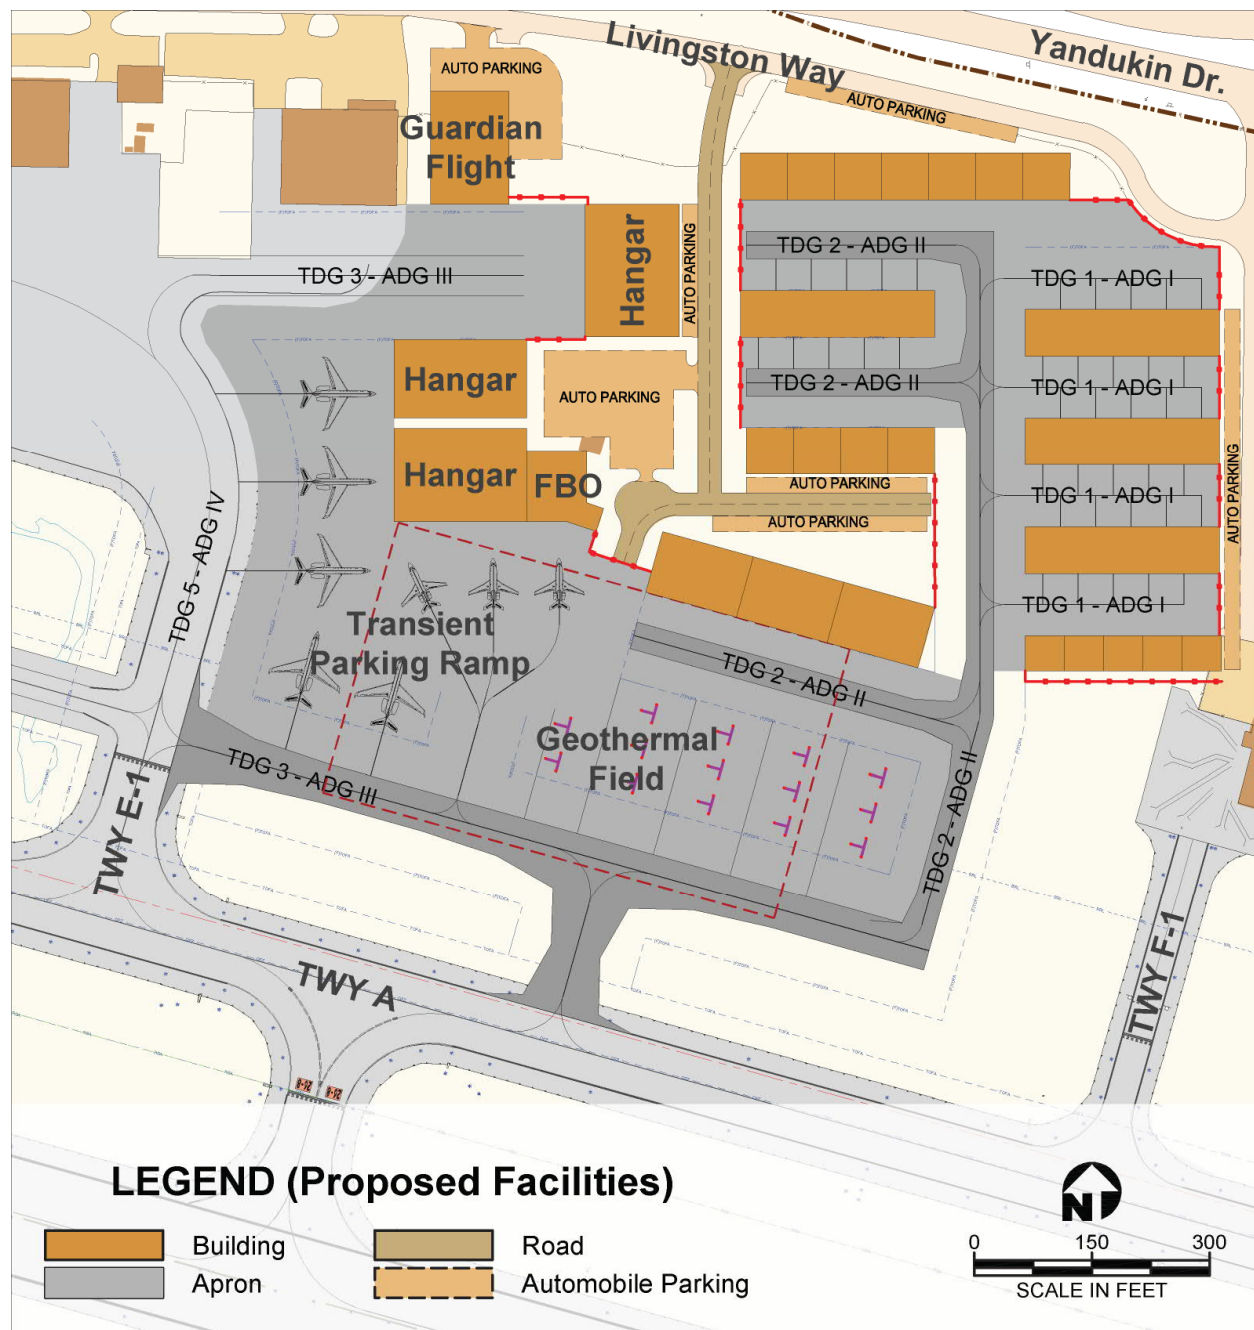 Livingston Way
Yandukin Dr.
AUTO PARKING
AUTO PARKING
Guardian
Flight
TDG 2 - ADG II
TDG 3 - ADG III
Hangar
AUTO PARKING
TDG 1 - ADG I
Hangar
AUTO PARKING
TDG 2 - ADG II
TDG 1 - ADG I
Hangar
FBO
AUTO PARKING
AUTO PARKING
TDG 1 - ADG I
AUTO PARKING
TDG 5 - ADG IV
TDG 1 - ADG I
Transient
Parking Ramp
TDG 2 - ADG II
Geothermal
Field
TDG 3 - ADG III
TDG 2 - ADG II
TWY E-1
TWY A
TWY F-1
LEGEND (Proposed Facilities)
Building
Road
Apron
Automobile Parking
N
0 150 300
SCALE IN FEET